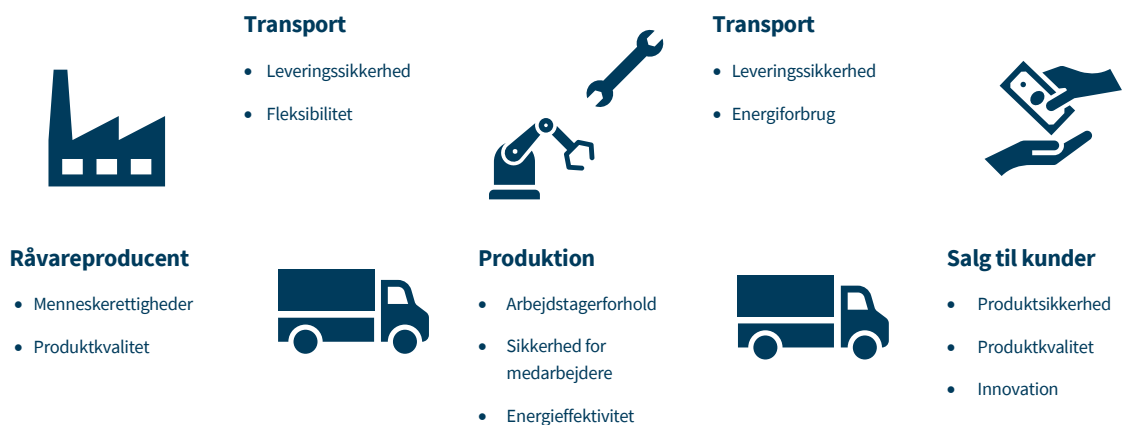 Transport
• Leveringssikkerhed
• Fleksibilitet
Transport
• Leveringssikkerhed
• Energiforbrug
Råvareproducent
• Menneskerettigheder
• Produktkvalitet
Produktion
• Arbejdstagerforhold
• Sikkerhed for
medarbejdere
• Energieffektivitet
Salg til kunder
• Produktsikkerhed
• Produktkvalitet
• Innovation